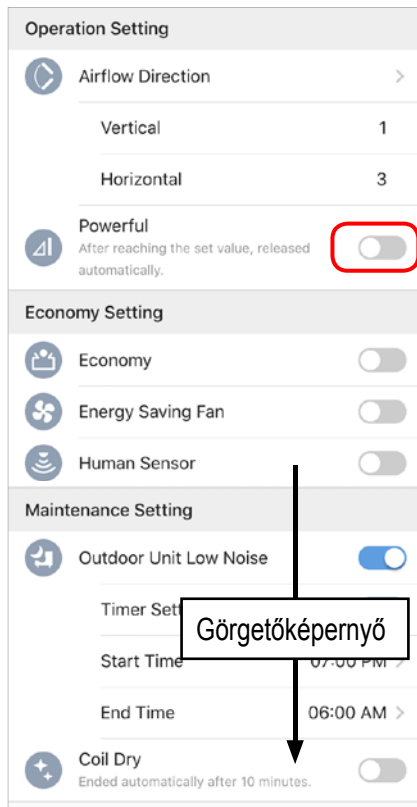 Operation Setting
Airflow Direction
Vertical 1
Horizontal 3
Powerful
After reaching the set value, released
automatically.
Economy Setting
Economy
Energy Saving Fan
Human Sensor
Maintenance Setting
Outdoor Unit Low Noise
Timer
Görgetőképernyő
Start Time 07:00 PM
End Time 06:00 AM
Coil Dry
Ended automatically after 10 minutes.